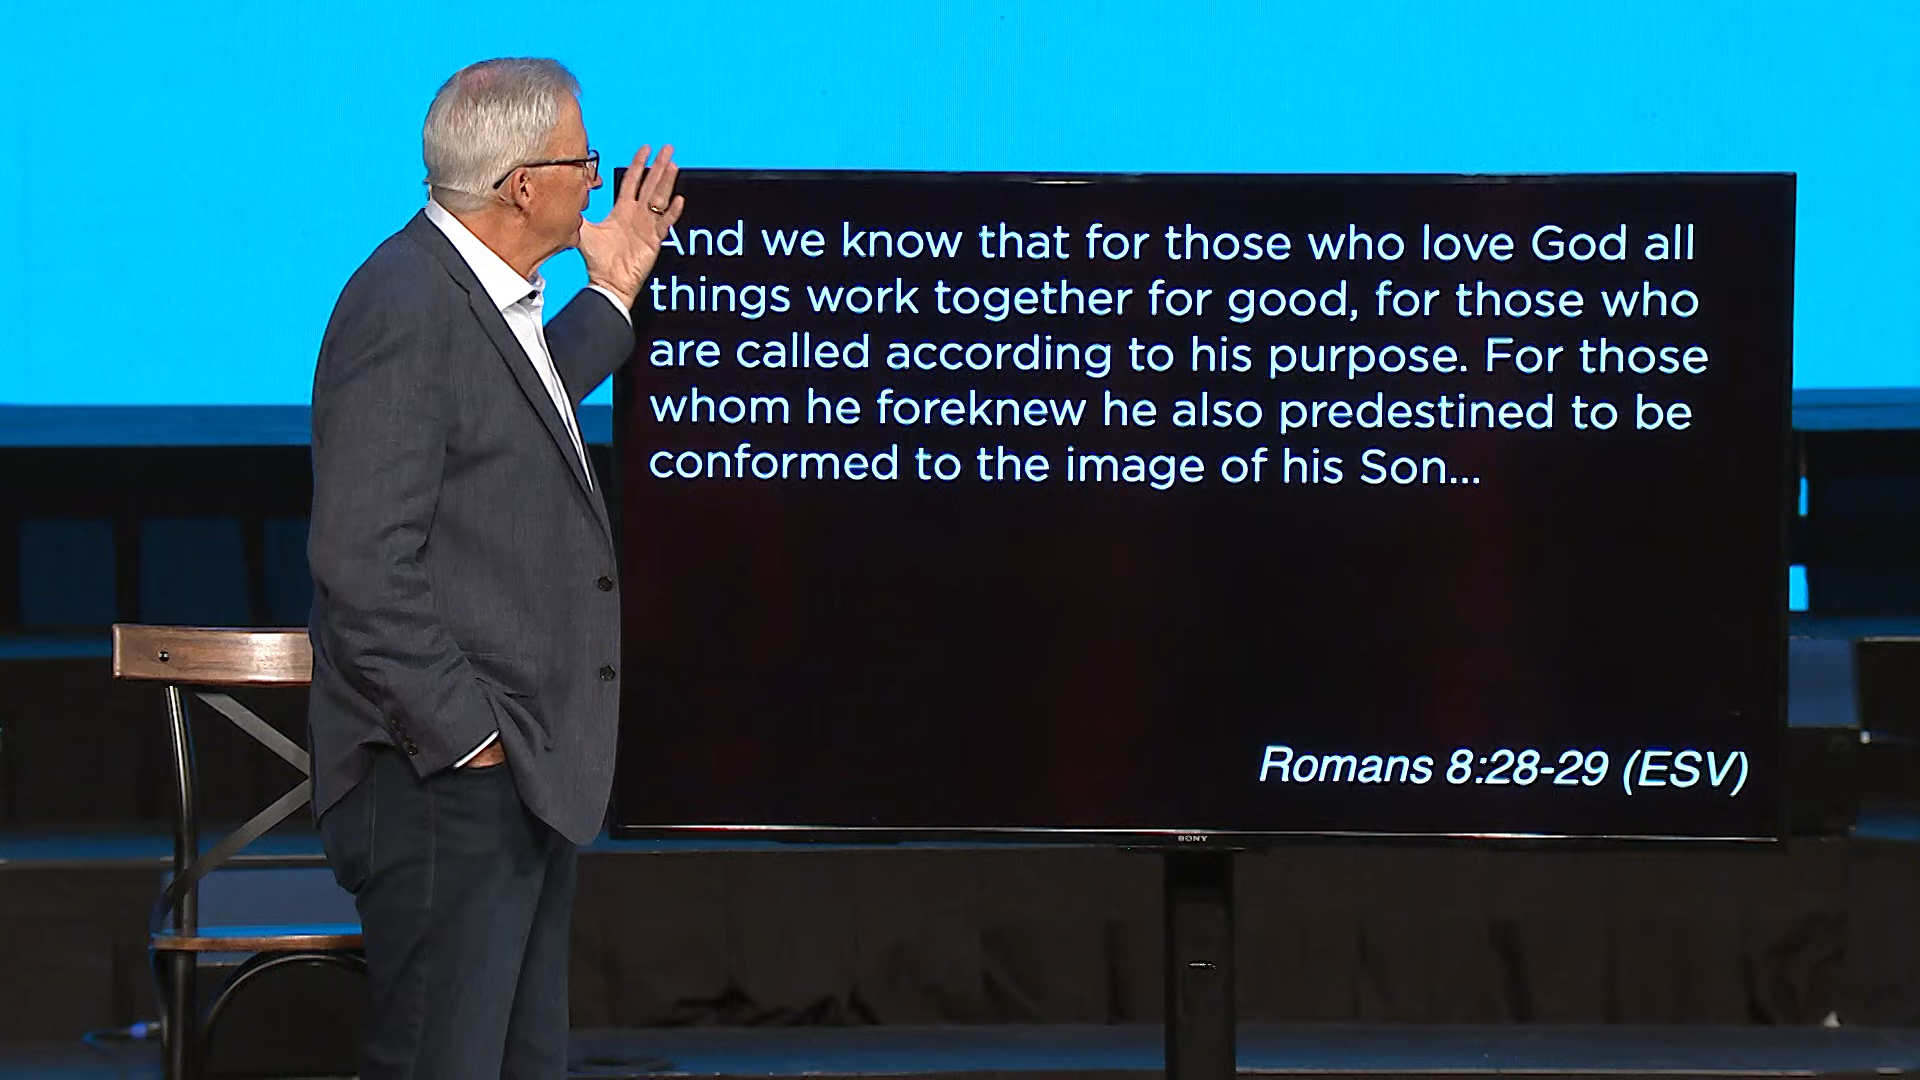 And we know that for those who love God all
things work together for good, for those who
are called according to his purpose. For those
whom he foreknew he also predestined to be
conformed to the image of his Son...
Romans 8:28-29 (ESV)
SONY